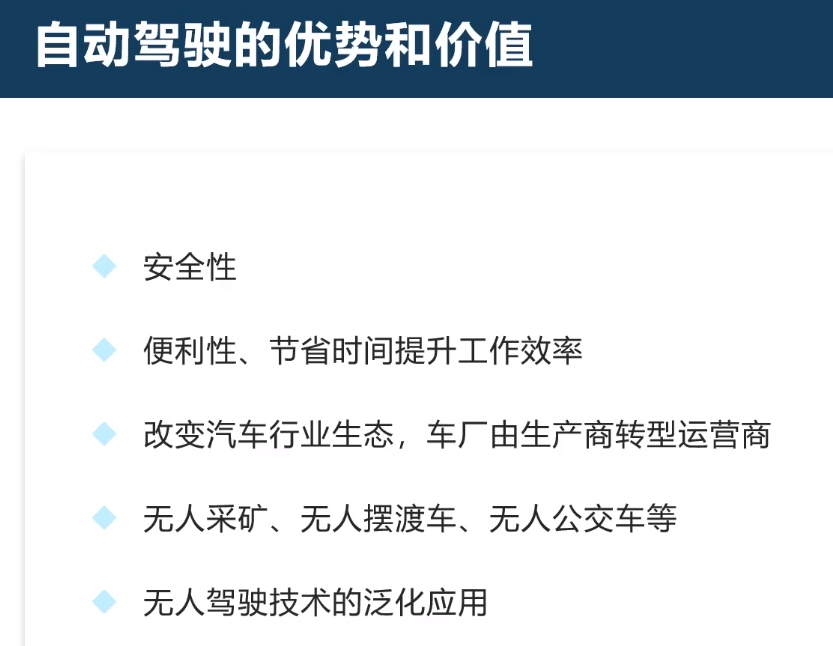 自动驾驶的优势和价值
安全性
便利性、节省时间提升工作效率
改变汽车行业生态，车厂由生产商转型运营商
无人采矿、无人摆渡车、无人公交车等
无人驾驶技术的泛化应用